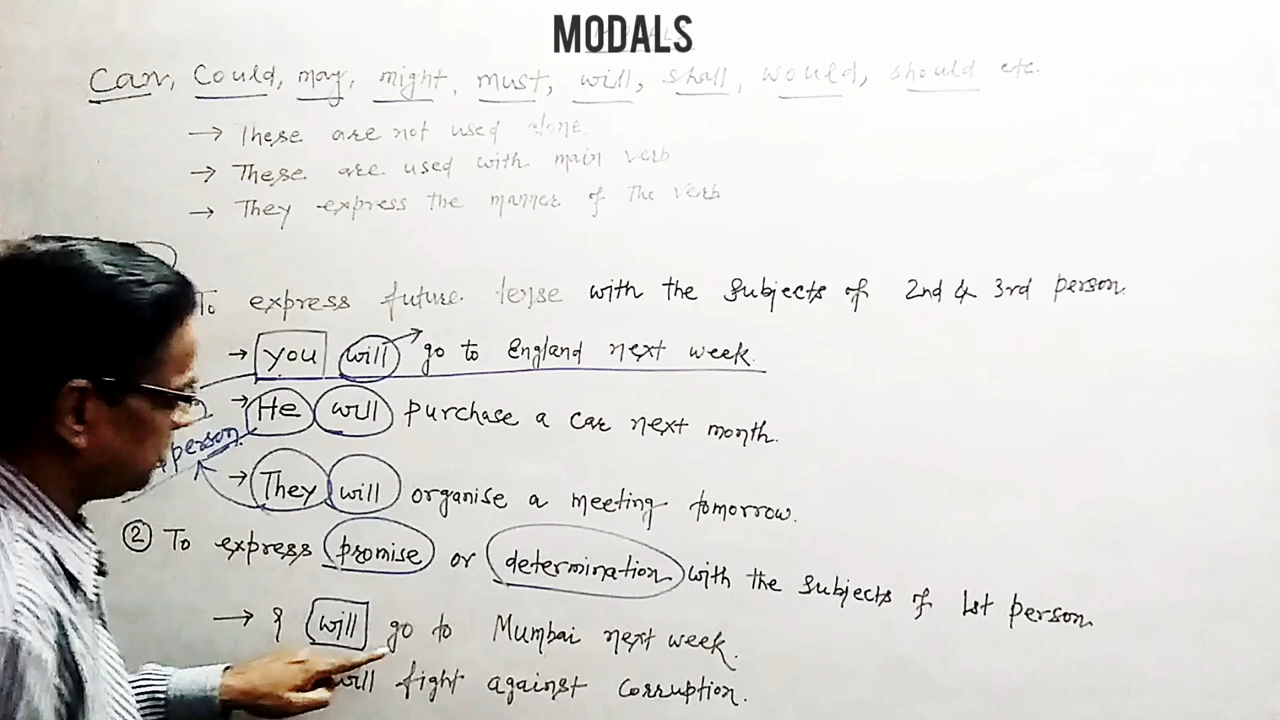 MODALS
Can, Could, may, might, must, will, shall, would, should etc.
→ These are not used alone.
→ These are used with main verb
→ They express the manner of the verb
To express future tense with the subjects of 2nd & 3rd person.
→ you will go to England next week.
→ He will purchase a car next month.
person.
→ They will organise a meeting tomorrow.
② To express promise or determination with the subjects of 1st person.
→ I will go to Mumbai next week.
will fight against corruption.